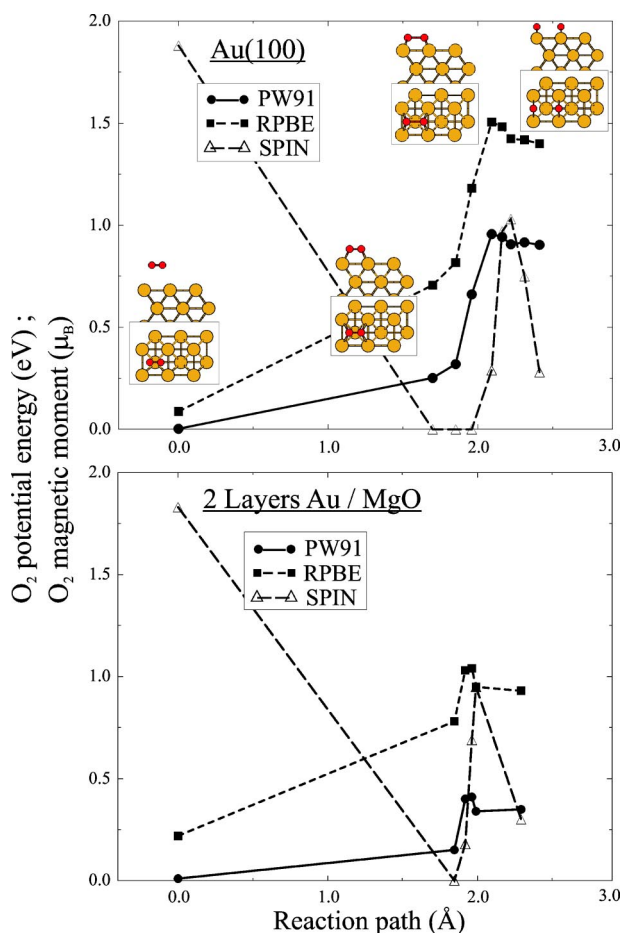 2.0
Au(100)
PW91
RPBE
SPIN
1.5
1.0
0.5
0.0
0.0
1.0
2.0
3.0
O₂ potential energy (eV) ;
O₂ magnetic moment (μ_B)
2.0
2 Layers Au / MgO
PW91
RPBE
SPIN
1.5
1.0
0.5
0.0
0.0
1.0
2.0
3.0
Reaction path (Å)